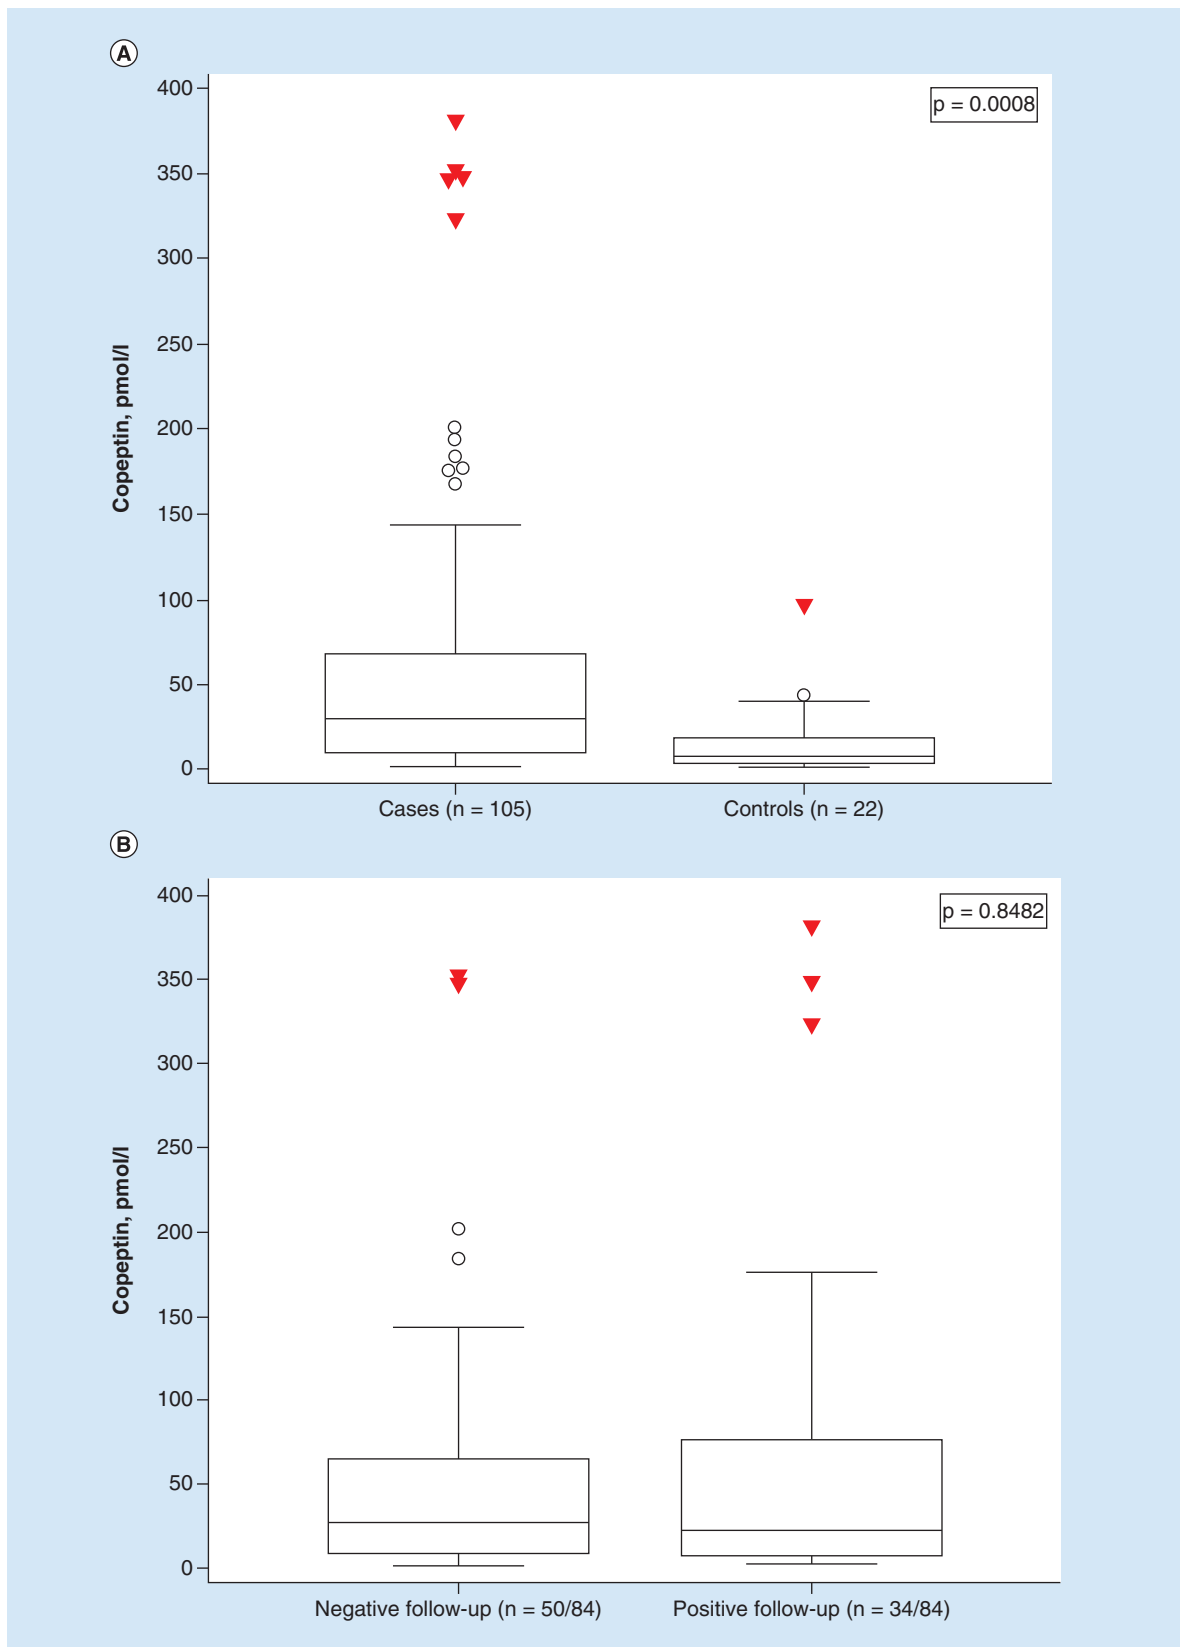 A
400
350
300
250
200
150
100
50
0
Copeptin, pmol/l
p = 0.0008
Cases (n = 105)
Controls (n = 22)
B
400
350
300
250
200
150
100
50
0
Copeptin, pmol/l
p = 0.8482
Negative follow-up (n = 50/84)
Positive follow-up (n = 34/84)